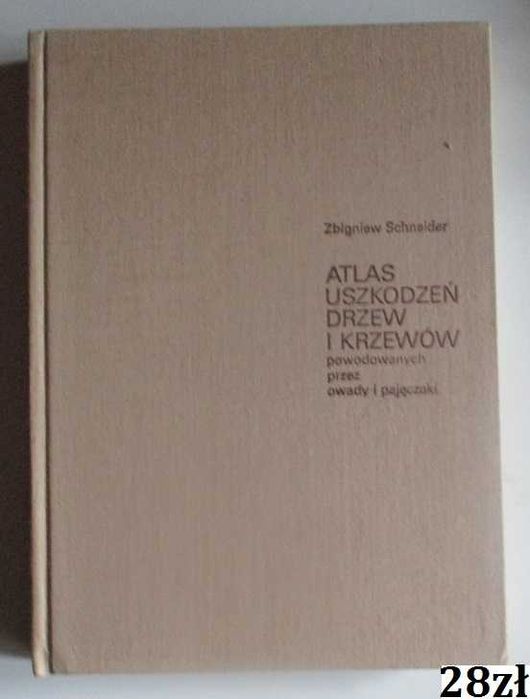 Zbigniew Schneider
ATLAS
USZKODZEŃ
DRZEW
I KRZEWÓW
powodowanych
przez
owady i pajęczaki
28zł